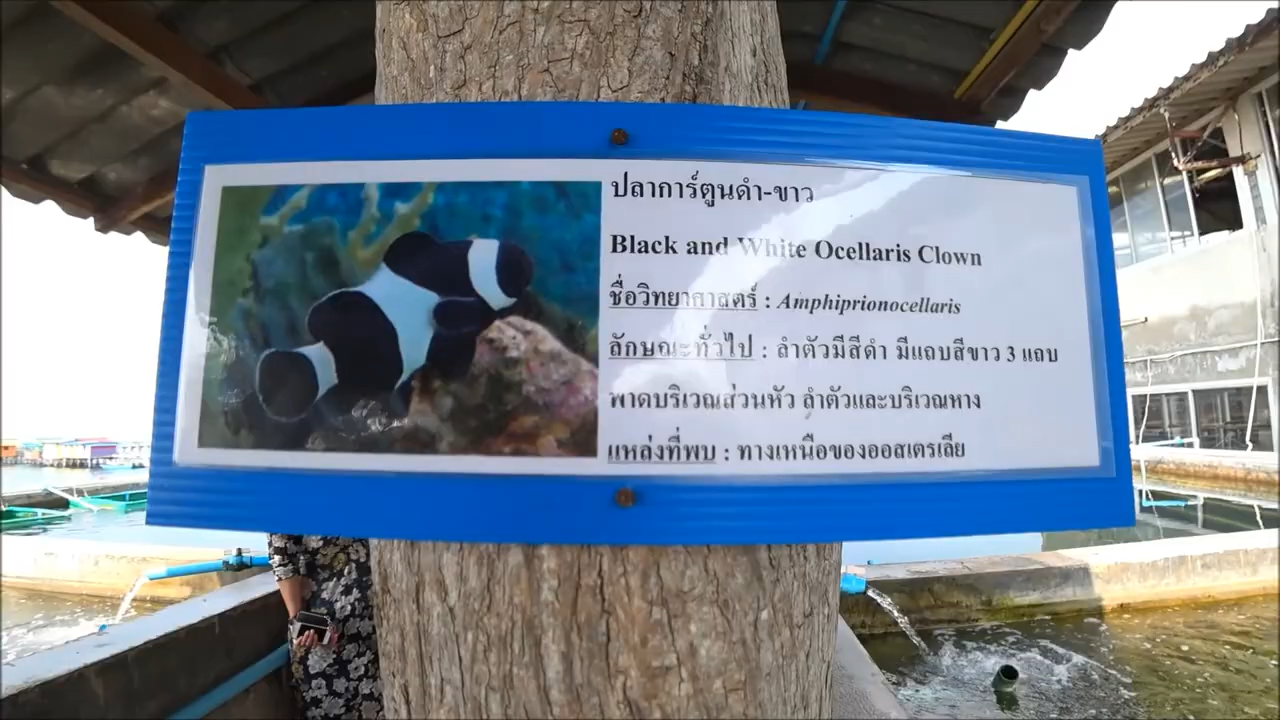 ปลาการ์ตูนดำ-ขาว
Black and White Ocellaris Clown
ชื่อวิทยาศาสตร์ : Amphiprionocellaris
ลักษณะทั่วไป : ลำตัวมีสีดำ มีแถบสีขาว 3 แถบ
พาดบริเวณส่วนหัว ลำตัวและบริเวณหาง
แหล่งที่พบ : ทางเหนือของออสเตรเลีย